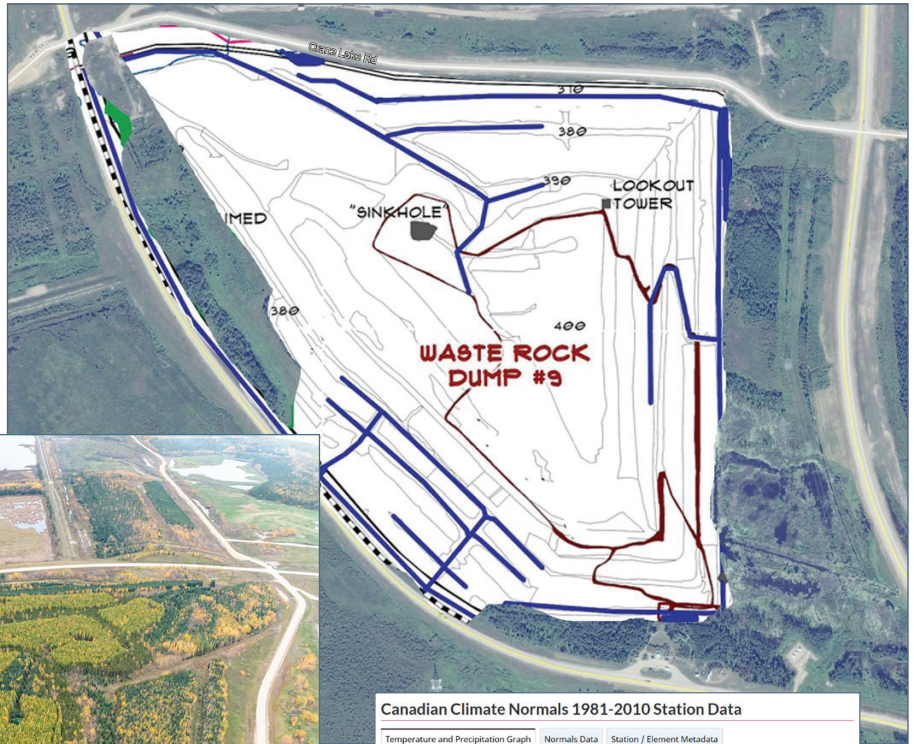 Crane Lake Rd
310
380
390
LOOKOUT
TOWER
"SINKHOLE"
IMED
380
400
WASTE ROCK
DUMP #9
Canadian Climate Normals 1981-2010 Station Data
Temperature and Precipitation Graph
Normals Data
Station / Element Metadata